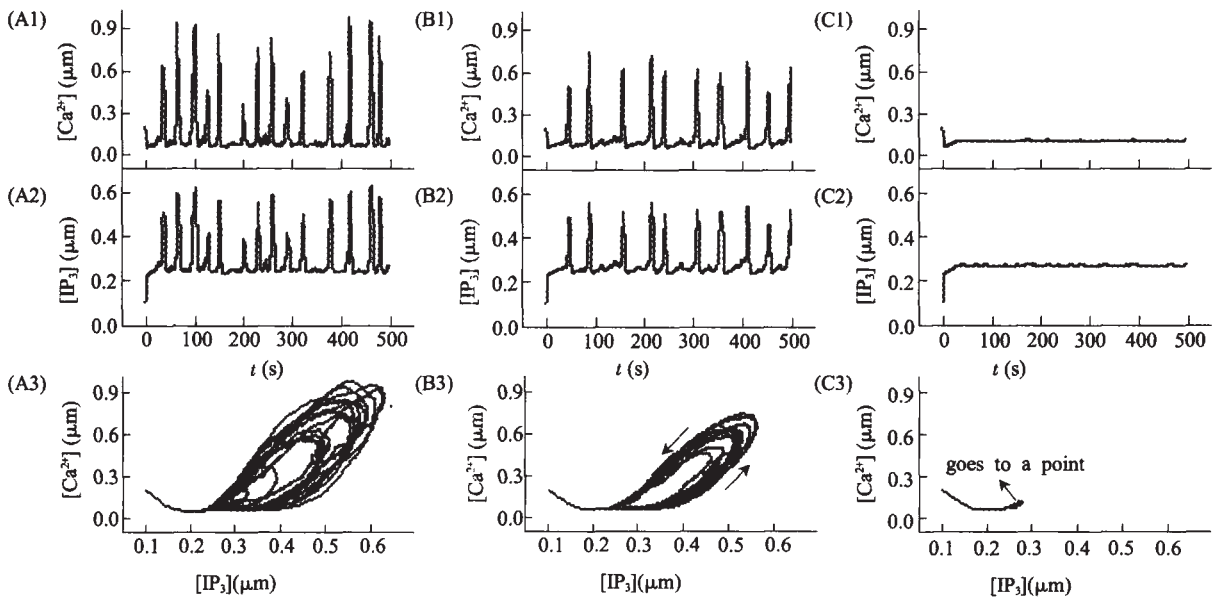 (A1)
[Ca²⁺] (μm)
0.9
0.6
0.3
0.0
(B1)
[Ca²⁺] (μm)
0.9
0.6
0.3
0.0
(C1)
[Ca²⁺] (μm)
0.9
0.6
0.3
0.0
(A2)
[IP₃] (μm)
0.6
0.4
0.2
0.0
0 100 200 300 400 500
t (s)
(B2)
[IP₃] (μm)
0.6
0.4
0.2
0.0
0 100 200 300 400 500
t (s)
(C2)
[IP₃] (μm)
0.6
0.4
0.2
0.0
0 100 200 300 400 500
t (s)
(A3)
[Ca²⁺] (μm)
0.9
0.6
0.3
0.0
0.1 0.2 0.3 0.4 0.5 0.6
[IP₃](μm)
(B3)
[Ca²⁺] (μm)
0.9
0.6
0.3
0.0
0.1 0.2 0.3 0.4 0.5 0.6
[IP₃](μm)
(C3)
[Ca²⁺] (μm)
0.9
0.6
0.3
0.0
goes to a point
0.1 0.2 0.3 0.4 0.5 0.6
[IP₃](μm)